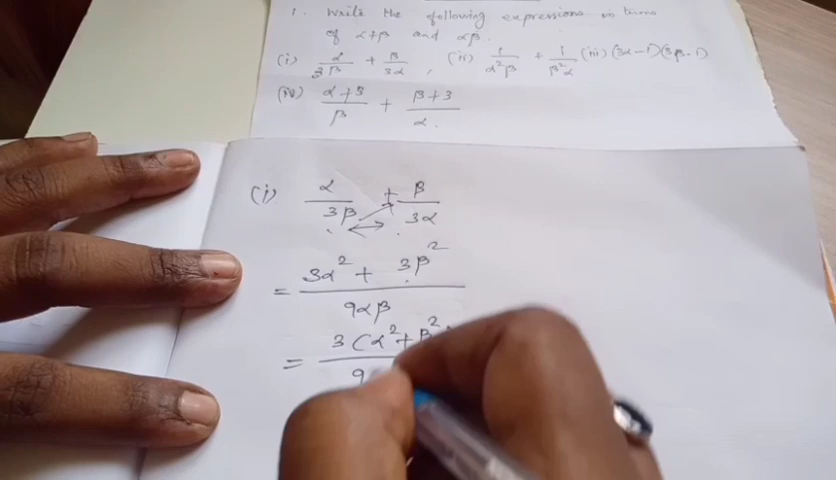 1. Write the following expressions in terms
of α+β and αβ.
(i) α/3β + β/3α , (ii) 1/α²β + 1/β²α (iii) (3α-1)(3β-1)
(iv) α+3/β + β+3/α .
(i) α/3β + β/3α
= 3α² + 3β²/9αβ
= 3(α²+β²/9